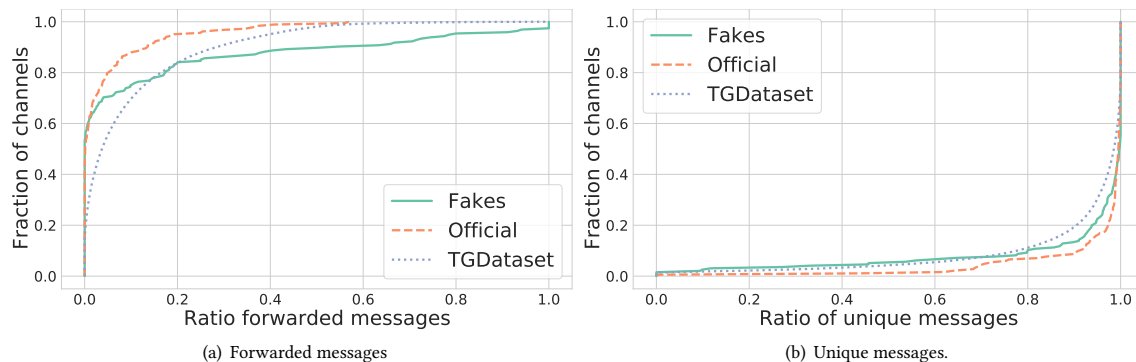 Fraction of channels
1.0
0.8
0.6
0.4
0.2
0.0
Fakes
Official
TGDataset
0.0 0.2 0.4 0.6 0.8 1.0
Ratio forwarded messages
(a) Forwarded messages
Fraction of channels
1.0
0.8
0.6
0.4
0.2
0.0
Fakes
Official
TGDataset
0.0 0.2 0.4 0.6 0.8 1.0
Ratio of unique messages
(b) Unique messages.